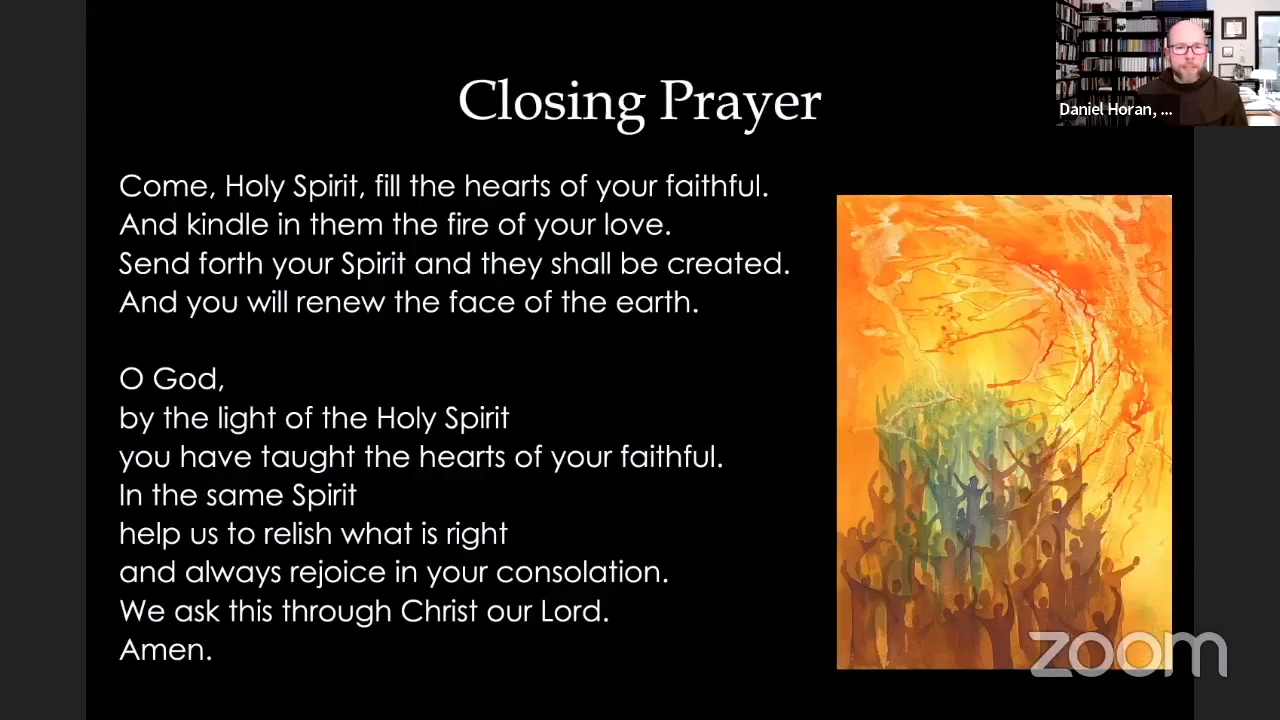 Closing Prayer
Daniel Horan, ...
Come, Holy Spirit, fill the hearts of your faithful.
And kindle in them the fire of your love.
Send forth your Spirit and they shall be created.
And you will renew the face of the earth.
O God,
by the light of the Holy Spirit
you have taught the hearts of your faithful.
In the same Spirit
help us to relish what is right
and always rejoice in your consolation.
We ask this through Christ our Lord.
Amen.
zoom